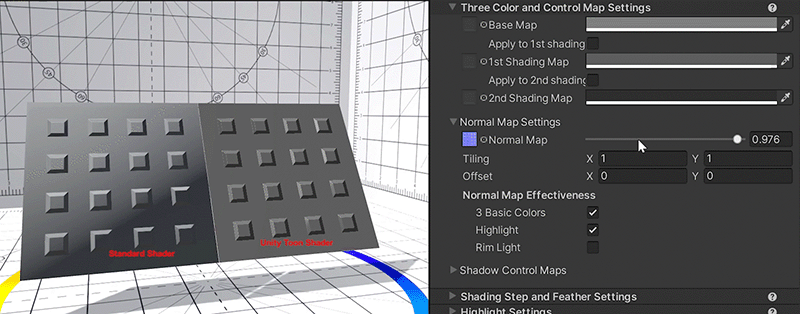 Three Color and Control Map Settings
Base Map
Apply to 1st shading
1st Shading Map
Apply to 2nd shading
2nd Shading Map
Normal Map Settings
Normal Map 0.976
Tiling X 1 Y 1
Offset X 0 Y 0
Normal Map Effectiveness
3 Basic Colors
Highlight
Rim Light
Shadow Control Maps
Shading Step and Feather Settings
Highlight Settings
Standard Shader
Unity Toon Shader